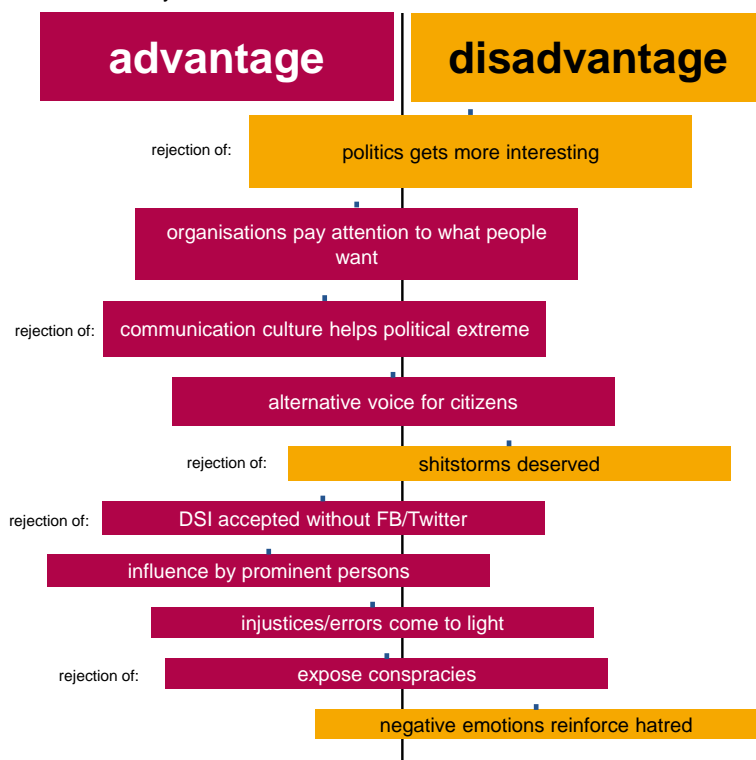 advantage
disadvantage
rejection of:
politics gets more interesting
organisations pay attention to what people
want
rejection of:
communication culture helps political extreme
alternative voice for citizens
rejection of:
shitstorms deserved
rejection of:
DSI accepted without FB/Twitter
influence by prominent persons
injustices/errors come to light
rejection of:
expose conspracies
negative emotions reinforce hatred